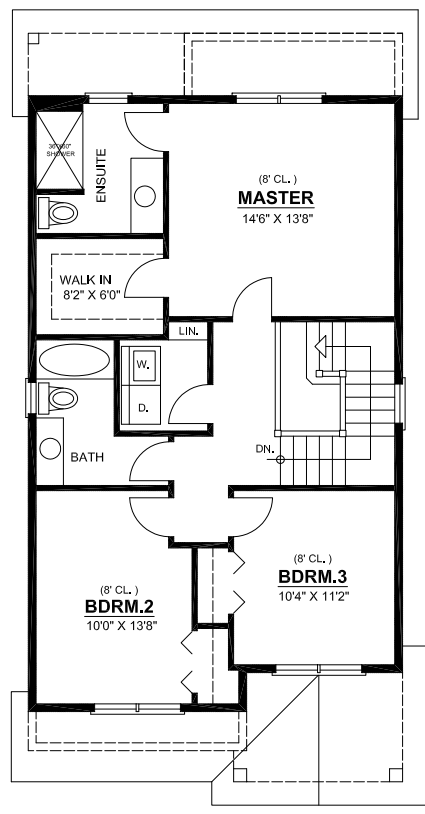 36"X60"
SHOWER
ENSUITE
(8' CL. )
MASTER
14'6" X 13'8"
WALK IN
8'2" X 6'0"
LIN.
W.
D.
BATH
DN.
(8' CL. )
BDRM.3
10'4" X 11'2"
(8' CL. )
BDRM.2
10'0" X 13'8"